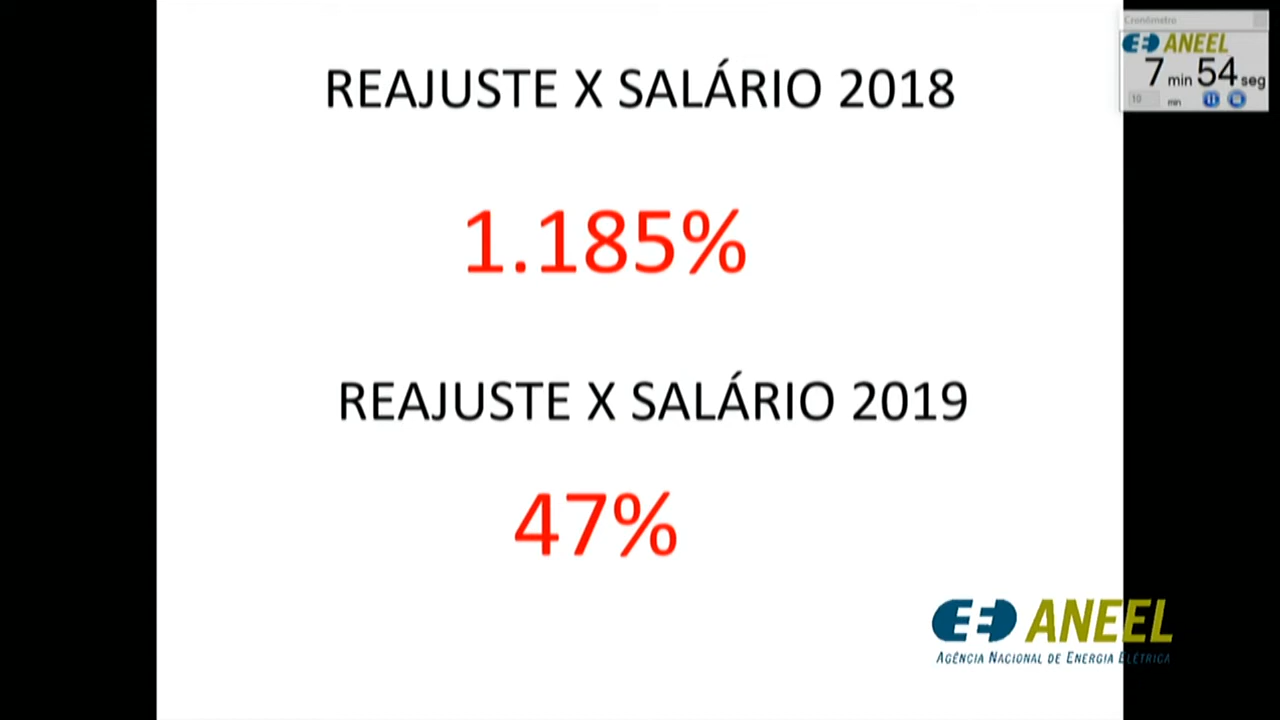 REAJUSTE X SALÁRIO 2018
1.185%
REAJUSTE X SALÁRIO 2019
47%
Cronômetro
ANEEL
7 min 54 seg
10 min
ANEEL
AGÊNCIA NACIONAL DE ENERGIA ELÉTRICA